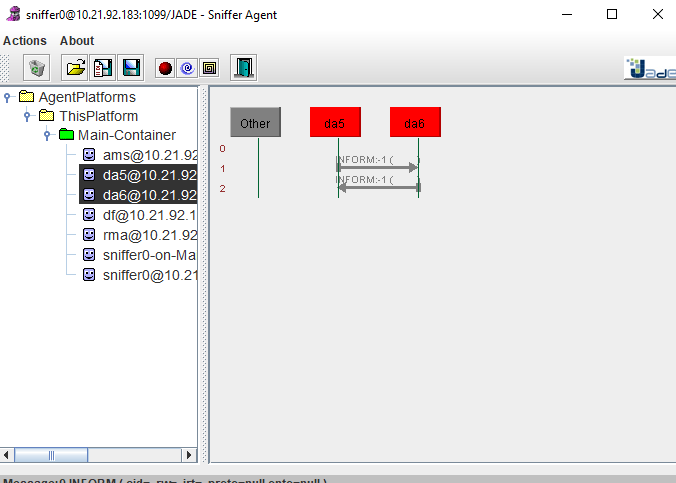 sniffer0@10.21.92.183:1099/JADE - Sniffer Agent
Actions About
Jade
AgentPlatforms
ThisPlatform
Main-Container
ams@10.21.92
da5@10.21.92
da6@10.21.92
df@10.21.92.1
rma@10.21.92
sniffer0-on-Ma
sniffer0@10.21
Other da5 da6
0
1 INFORM:-1 ( )
2 INFORM:-1 (
Message:0 INFORM ( cid= rw= irt= proto=null onto=null )